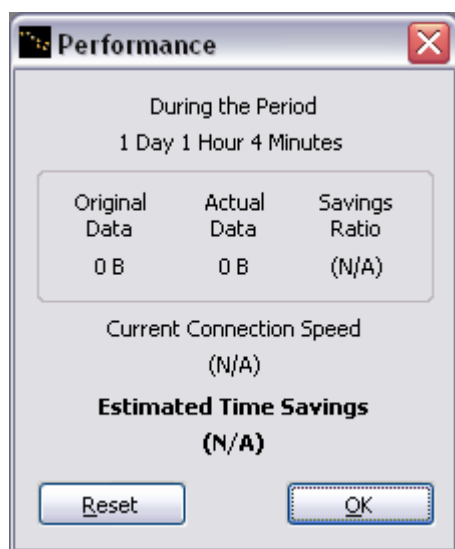 Performance
During the Period
1 Day 1 Hour 4 Minutes
Original Actual Savings
Data Data Ratio
0 B 0 B (N/A)
Current Connection Speed
(N/A)
Estimated Time Savings
(N/A)
Reset OK